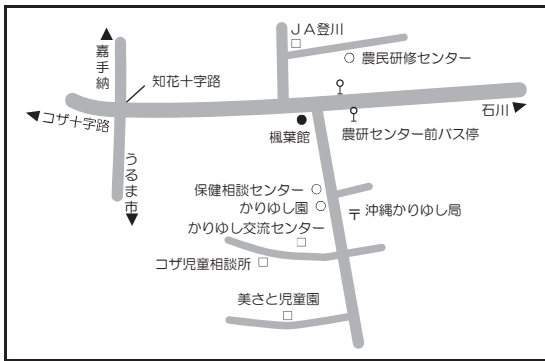 JA登川
嘉手納
農民研修センター
知花十字路
石川
コザ十字路
楓葉館
農研センター前バス停
うるま市
保健相談センター
かりゆし園
〒 沖縄かりゆし局
かりゆし交流センター
コザ児童相談所
美さと児童園